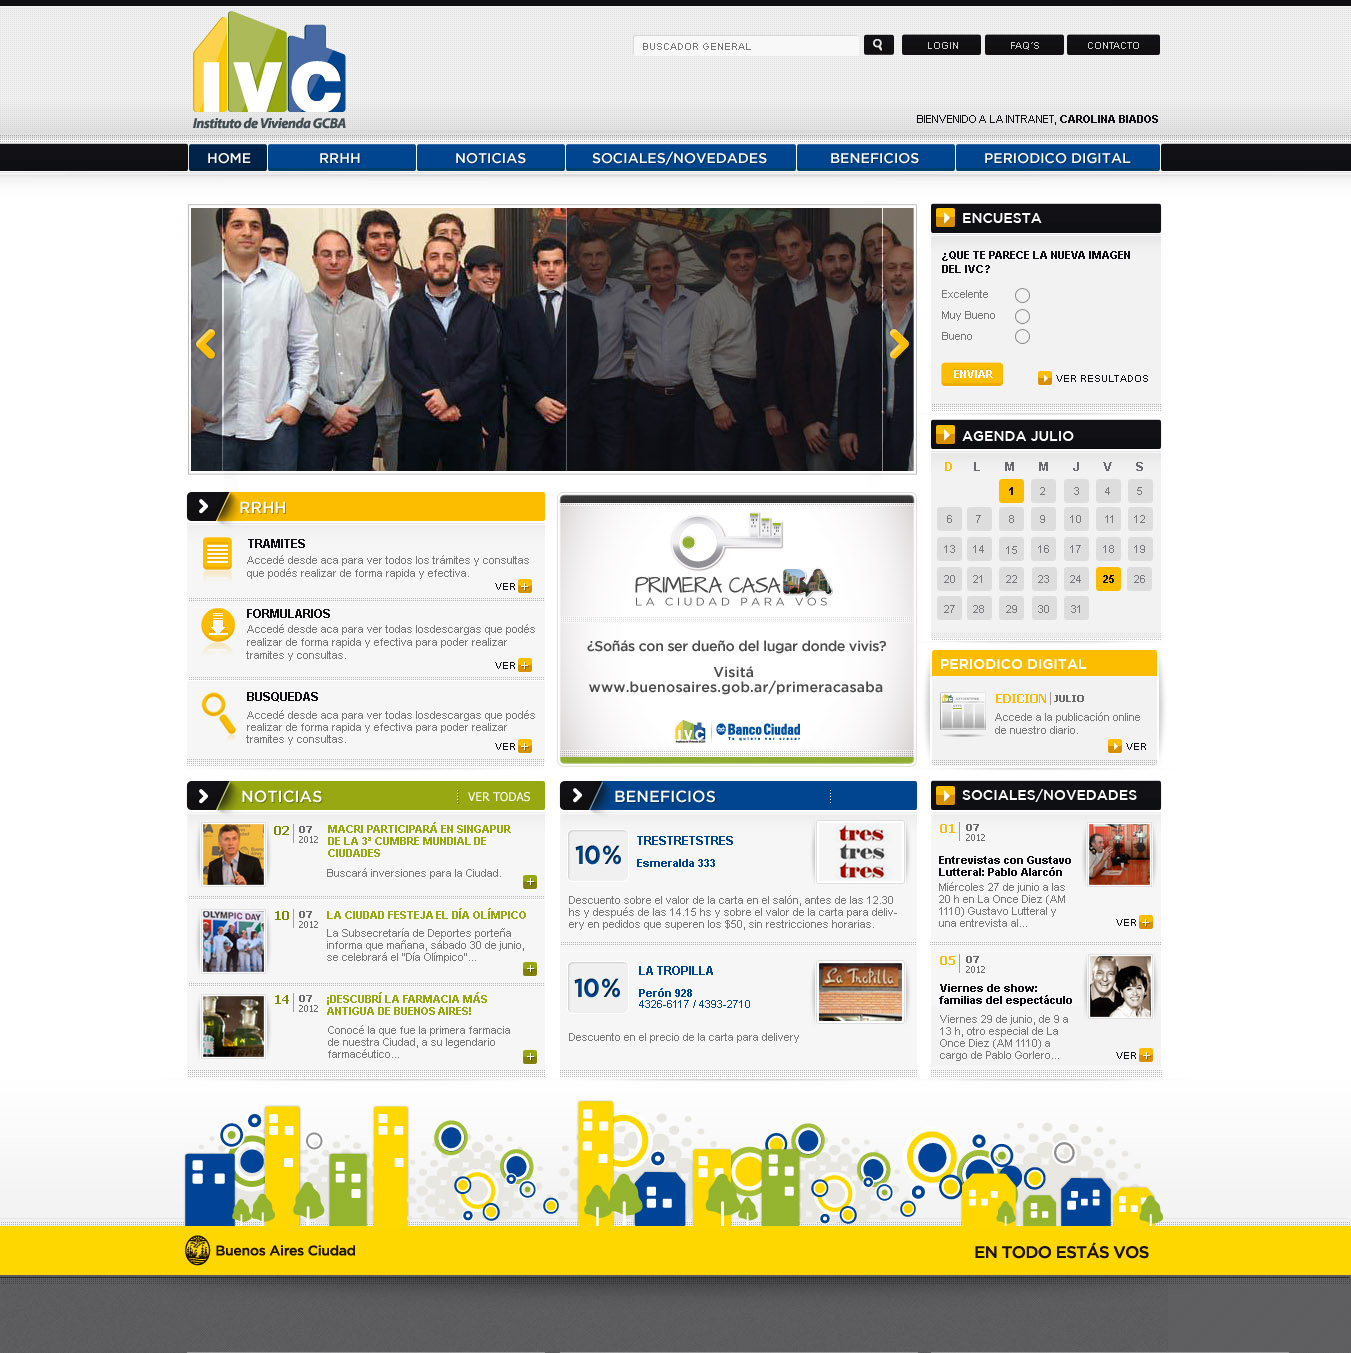 IVC
Instituto de Vivienda GCBA
BUSCADOR GENERAL
LOGIN
FAQ'S
CONTACTO
BIENVENIDO A LA INTRANET, CAROLINA BIADOS
HOME
RRHH
NOTICIAS
SOCIALES/NOVEDADES
BENEFICIOS
PERIODICO DIGITAL
ENCUESTA
¿QUE TE PARECE LA NUEVA IMAGEN
DEL IVC?
Excelente
Muy Bueno
Bueno
ENVIAR
VER RESULTADOS
AGENDA JULIO
D L M M J V S
1 2 3 4 5
6 7 8 9 10 11 12
13 14 15 16 17 18 19
20 21 22 23 24 25 26
27 28 29 30 31
RRHH
TRAMITES
Accedé desde aca para ver todos los trámites y consultas
que podés realizar de forma rapida y efectiva.
VER +
FORMULARIOS
Accedé desde aca para ver todas losdescargas que podés
realizar de forma rapida y efectiva para poder realizar
tramites y consultas.
VER +
BUSQUEDAS
Accedé desde aca para ver todas losdescargas que podés
realizar de forma rapida y efectiva para poder realizar
tramites y consultas.
VER +
PRIMERA CASA BA
LA CIUDAD PARA VOS
¿Soñás con ser dueño del lugar donde vivis?
Visitá
www.buenosaires.gob.ar/primeracasaba
IVC
Banco Ciudad
PERIODICO DIGITAL
EDICION JULIO
Accede a la publicación online
de nuestro diario.
VER
NOTICIAS
VER TODAS
02 07
2012
MACRI PARTICIPARÁ EN SINGAPUR
DE LA 3ª CUMBRE MUNDIAL DE
CIUDADES
Buscará inversiones para la Ciudad.
+
OLYMPIC DAY
10 07
2012
LA CIUDAD FESTEJA EL DÍA OLÍMPICO
La Subsecretaría de Deportes porteña
informa que mañana, sábado 30 de junio,
se celebrará el "Día Olímpico"...
+
14 07
2012
¡DESCUBRÍ LA FARMACIA MÁS
ANTIGUA DE BUENOS AIRES!
Conocé la que fue la primera farmacia
de nuestra Ciudad, a su legendario
farmacéutico...
+
BENEFICIOS
10%
TRESTRETSTRES
Esmeralda 333
tres
tres
tres
Descuento sobre el valor de la carta en el salón, antes de las 12.30
hs y después de las 14.15 hs y sobre el valor de la carta para deliv-
ery en pedidos que superen los $50, sin restricciones horarias.
10%
LA TROPILLA
Perón 928
4326-6117 / 4393-2710
La Tropilla
Descuento en el precio de la carta para delivery
SOCIALES/NOVEDADES
01 07
2012
Entrevistas con Gustavo
Lutteral: Pablo Alarcón
Miércoles 27 de junio a las
20 h en La Once Diez (AM
1110) Gustavo Lutteral y
una entrevista al...
VER +
05 07
2012
Viernes de show:
familias del espectáculo
Viernes 29 de junio, de 9 a
13 h, otro especial de La
Once Diez (AM 1110) a
cargo de Pablo Gorlero...
VER +
Buenos Aires Ciudad
EN TODO ESTÁS VOS